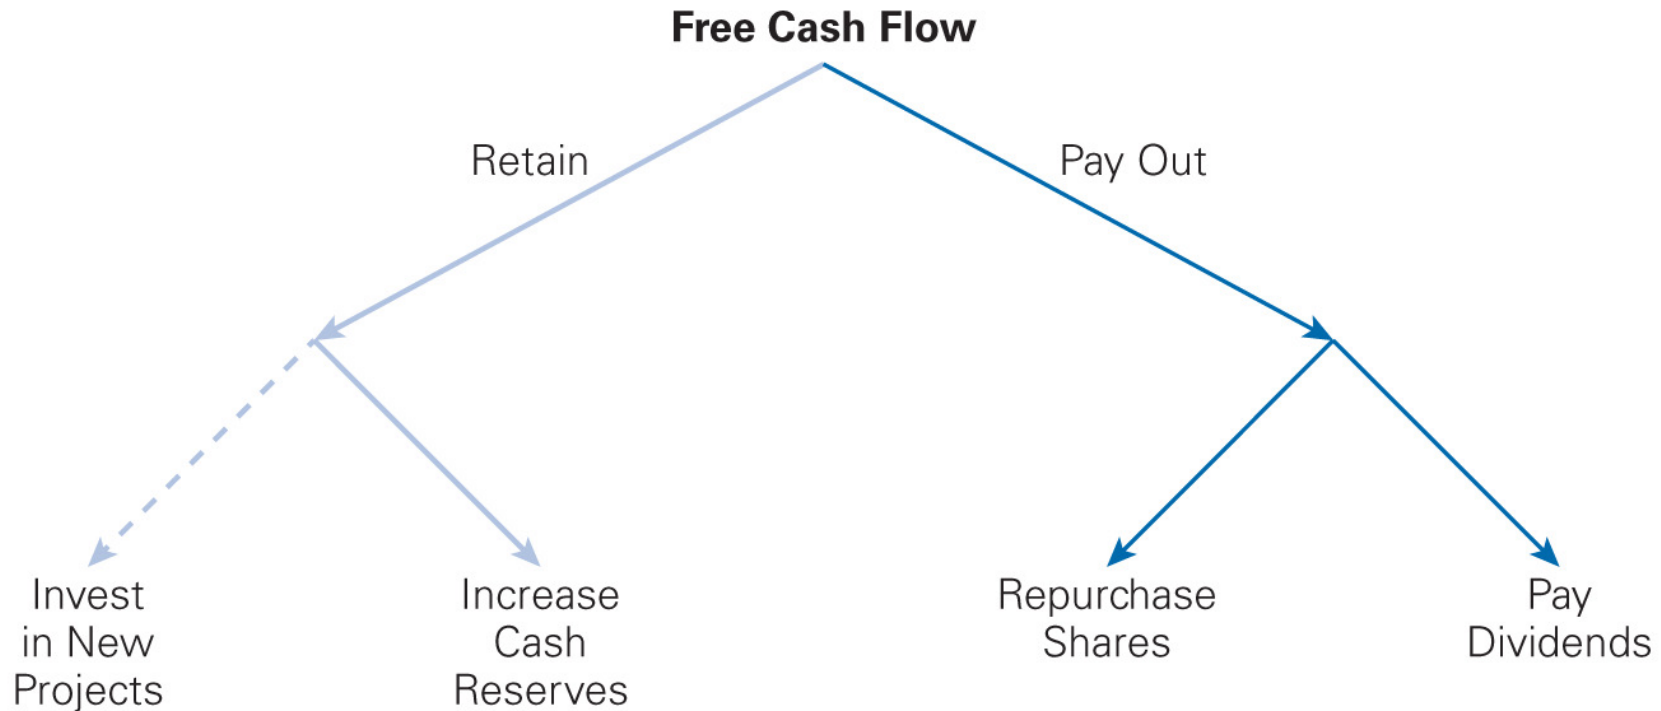 Free Cash Flow
Retain
Pay Out
Invest
in New
Projects
Increase
Cash
Reserves
Repurchase
Shares
Pay
Dividends